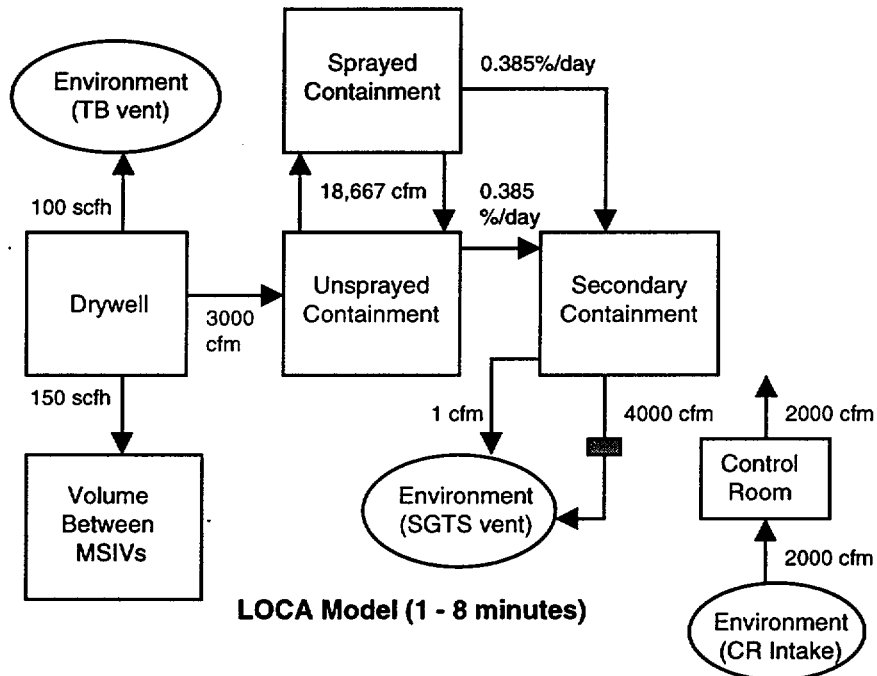 Environment
(TB vent)
Sprayed
Containment
0.385%/day
100 scfh
18,667 cfm
0.385
%/day
Drywell
3000
cfm
Unsprayed
Containment
Secondary
Containment
150 scfh
1 cfm
4000 cfm
2000 cfm
Volume
Between
MSIVs
Environment
(SGTS vent)
Control
Room
2000 cfm
LOCA Model (1 - 8 minutes)
Environment
(CR Intake)